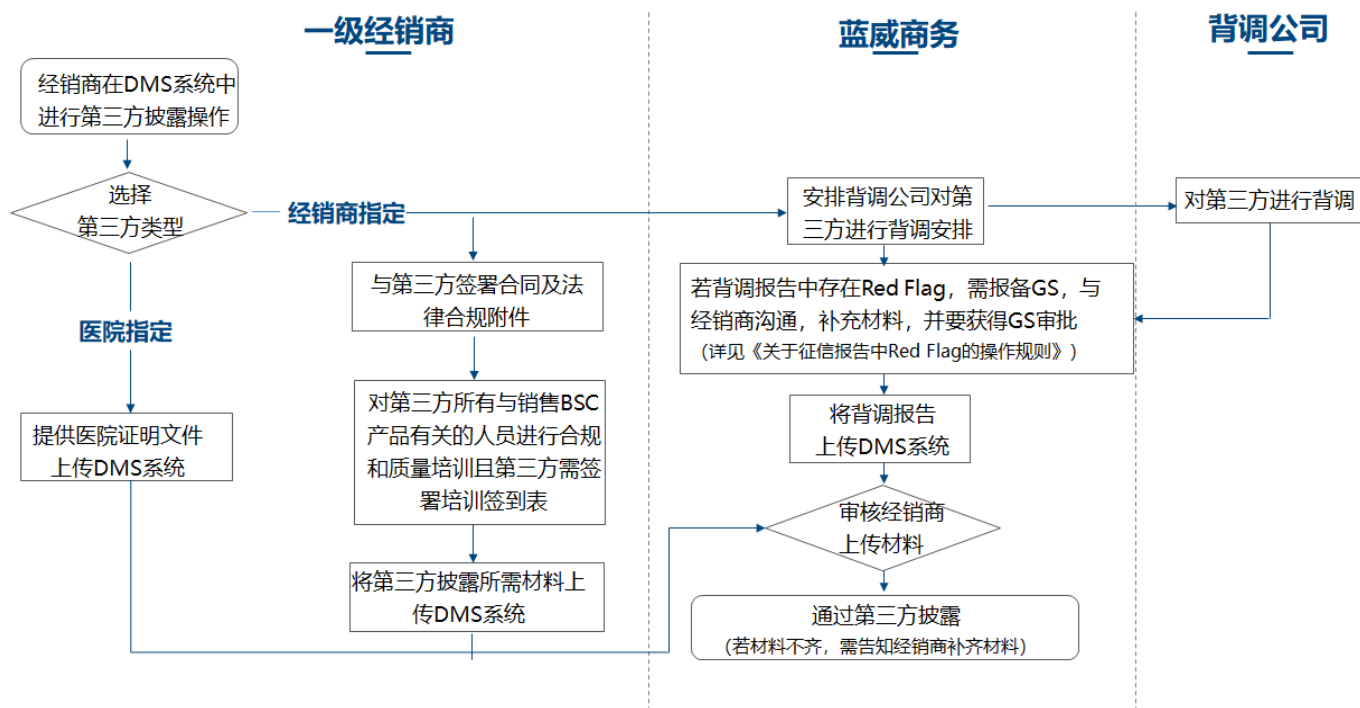 一级经销商
蓝威商务
背调公司
经销商在DMS系统中
进行第三方披露操作
选择
第三方类型
经销商指定
医院指定
提供医院证明文件
上传DMS系统
与第三方签署合同及法
律合规附件
对第三方所有与销售BSC
产品有关的人员进行合规
和质量培训且第三方需签
署培训签到表
将第三方披露所需材料上
传DMS系统
安排背调公司对第
三方进行背调安排
对第三方进行背调
若背调报告中存在Red Flag，需报备GS，与
经销商沟通，补充材料，并要获得GS审批
（详见《关于征信报告中Red Flag的操作规则》）
将背调报告
上传DMS系统
审核经销商
上传材料
通过第三方披露
（若材料不齐，需告知经销商补齐材料）